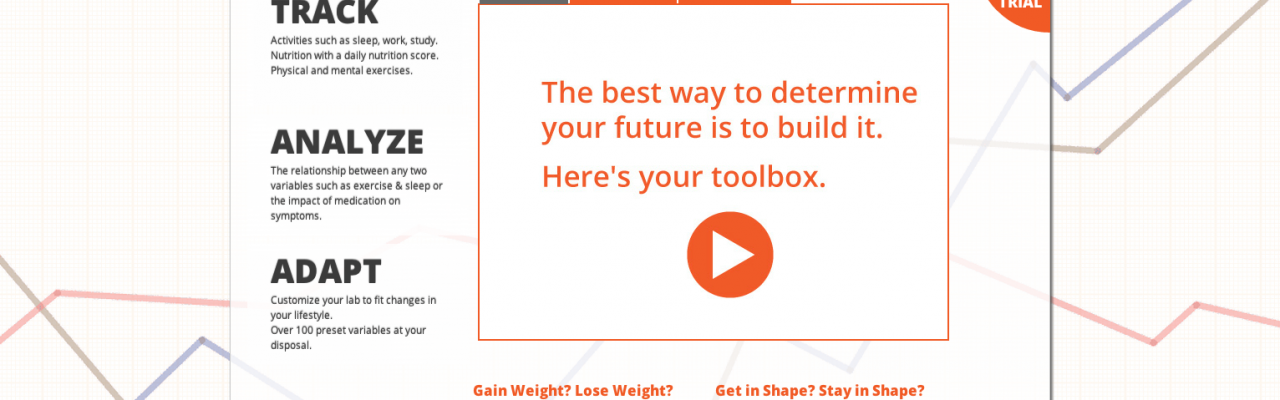 TRACK
Activities such as sleep, work, study.
Nutrition with a daily nutrition score.
Physical and mental exercises.
ANALYZE
The relationship between any two
variables such as exercise & sleep or
the impact of medication on
symptoms.
ADAPT
Customize your lab to fit changes in
your lifestyle.
Over 100 preset variables at your
disposal.
TRIAL
The best way to determine
your future is to build it.
Here's your toolbox.
Gain Weight? Lose Weight?
Get in Shape? Stay in Shape?